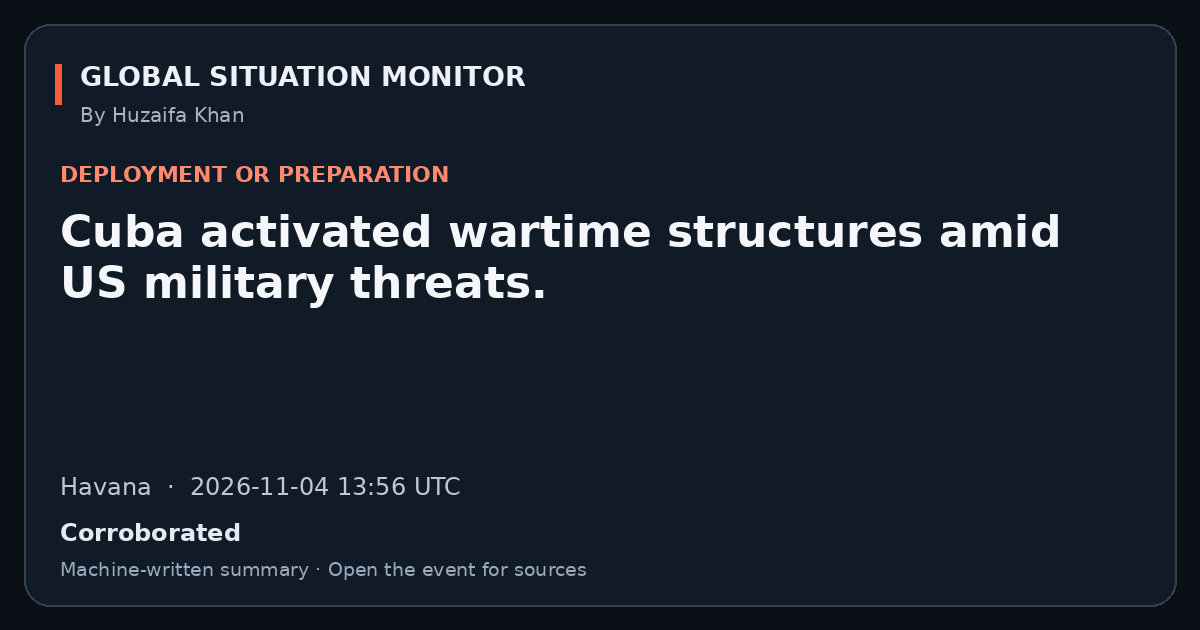 GLOBAL SITUATION MONITOR
By Huzaifa Khan
DEPLOYMENT OR PREPARATION
Cuba activated wartime structures amid
US military threats.
Havana · 2026-11-04 13:56 UTC
Corroborated
Machine-written summary · Open the event for sources